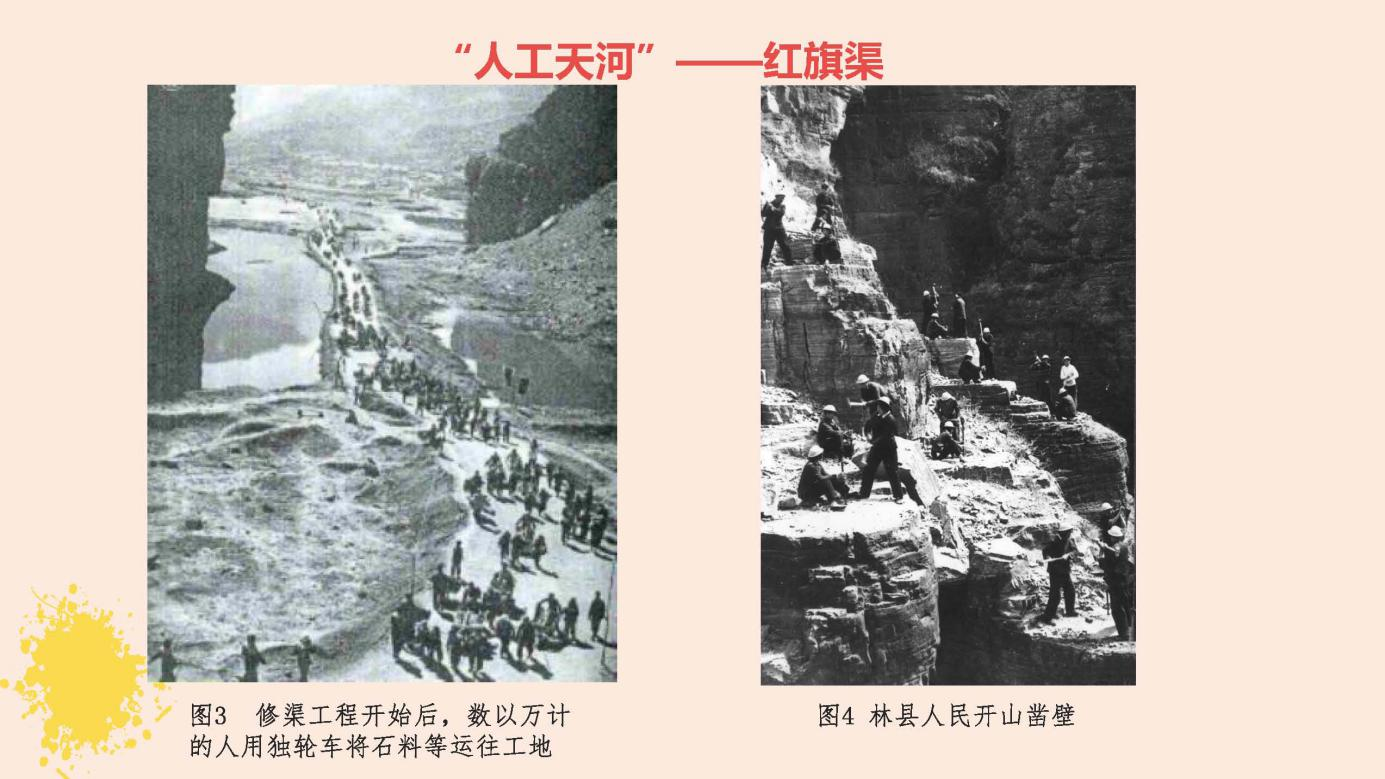 “人工天河”——红旗渠
图3　修渠工程开始后，数以万计
的人用独轮车将石料等运往工地
图4 林县人民开山凿壁